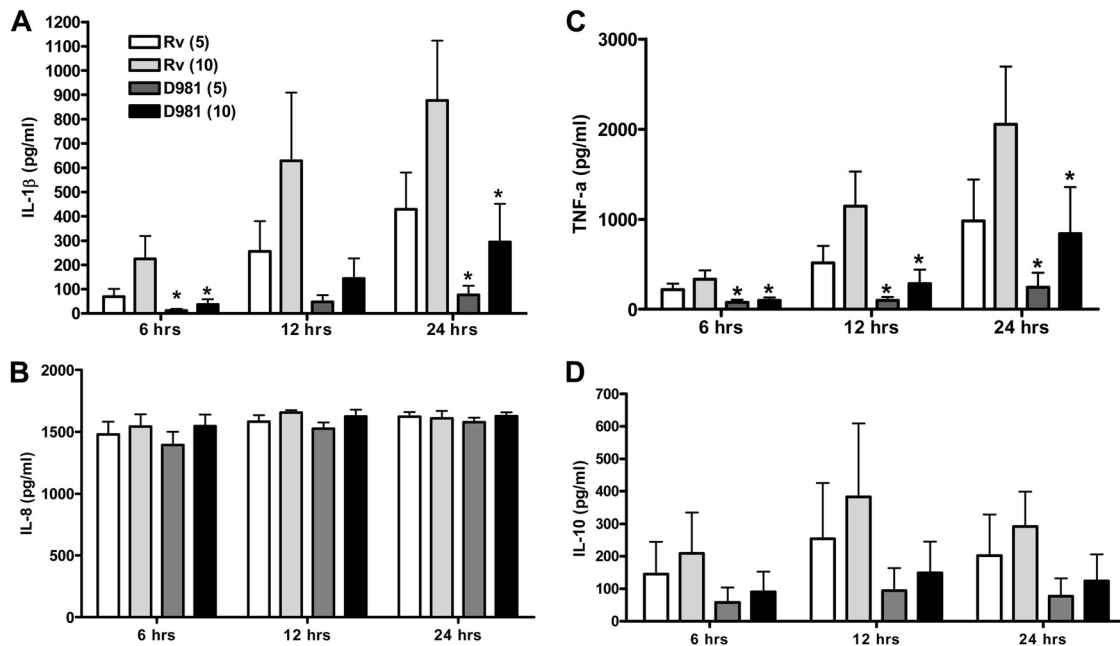 A
IL-1β (pg/ml)
1200
1100
1000
900
800
700
600
500
400
300
200
100
0
Rv (5)
Rv (10)
D981 (5)
D981 (10)
* * * *
6 hrs 12 hrs 24 hrs
C
TNF-a (pg/ml)
3000
2000
1000
0
* * * * * *
6 hrs 12 hrs 24 hrs
B
IL-8 (pg/ml)
2000
1500
1000
500
0
6 hrs 12 hrs 24 hrs
D
IL-10 (pg/ml)
700
600
500
400
300
200
100
0
6 hrs 12 hrs 24 hrs